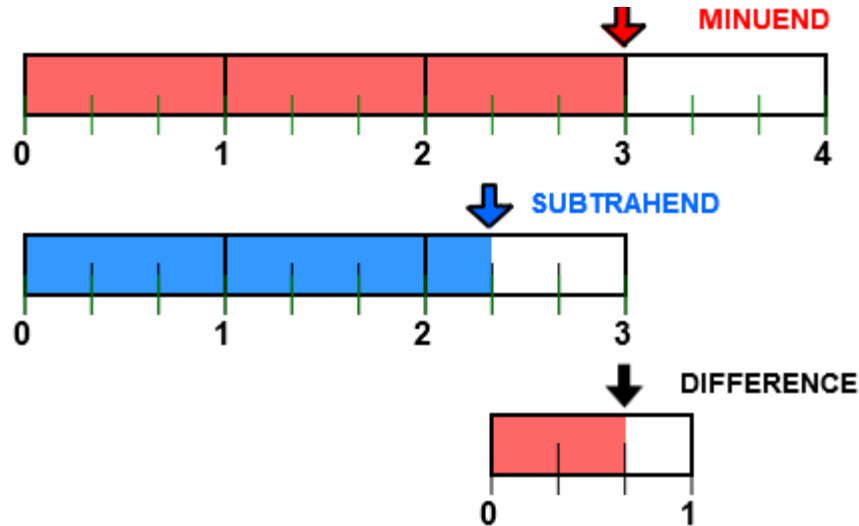 MINUEND
0 1 2 3 4
SUBTRAHEND
0 1 2 3
DIFFERENCE
0 1